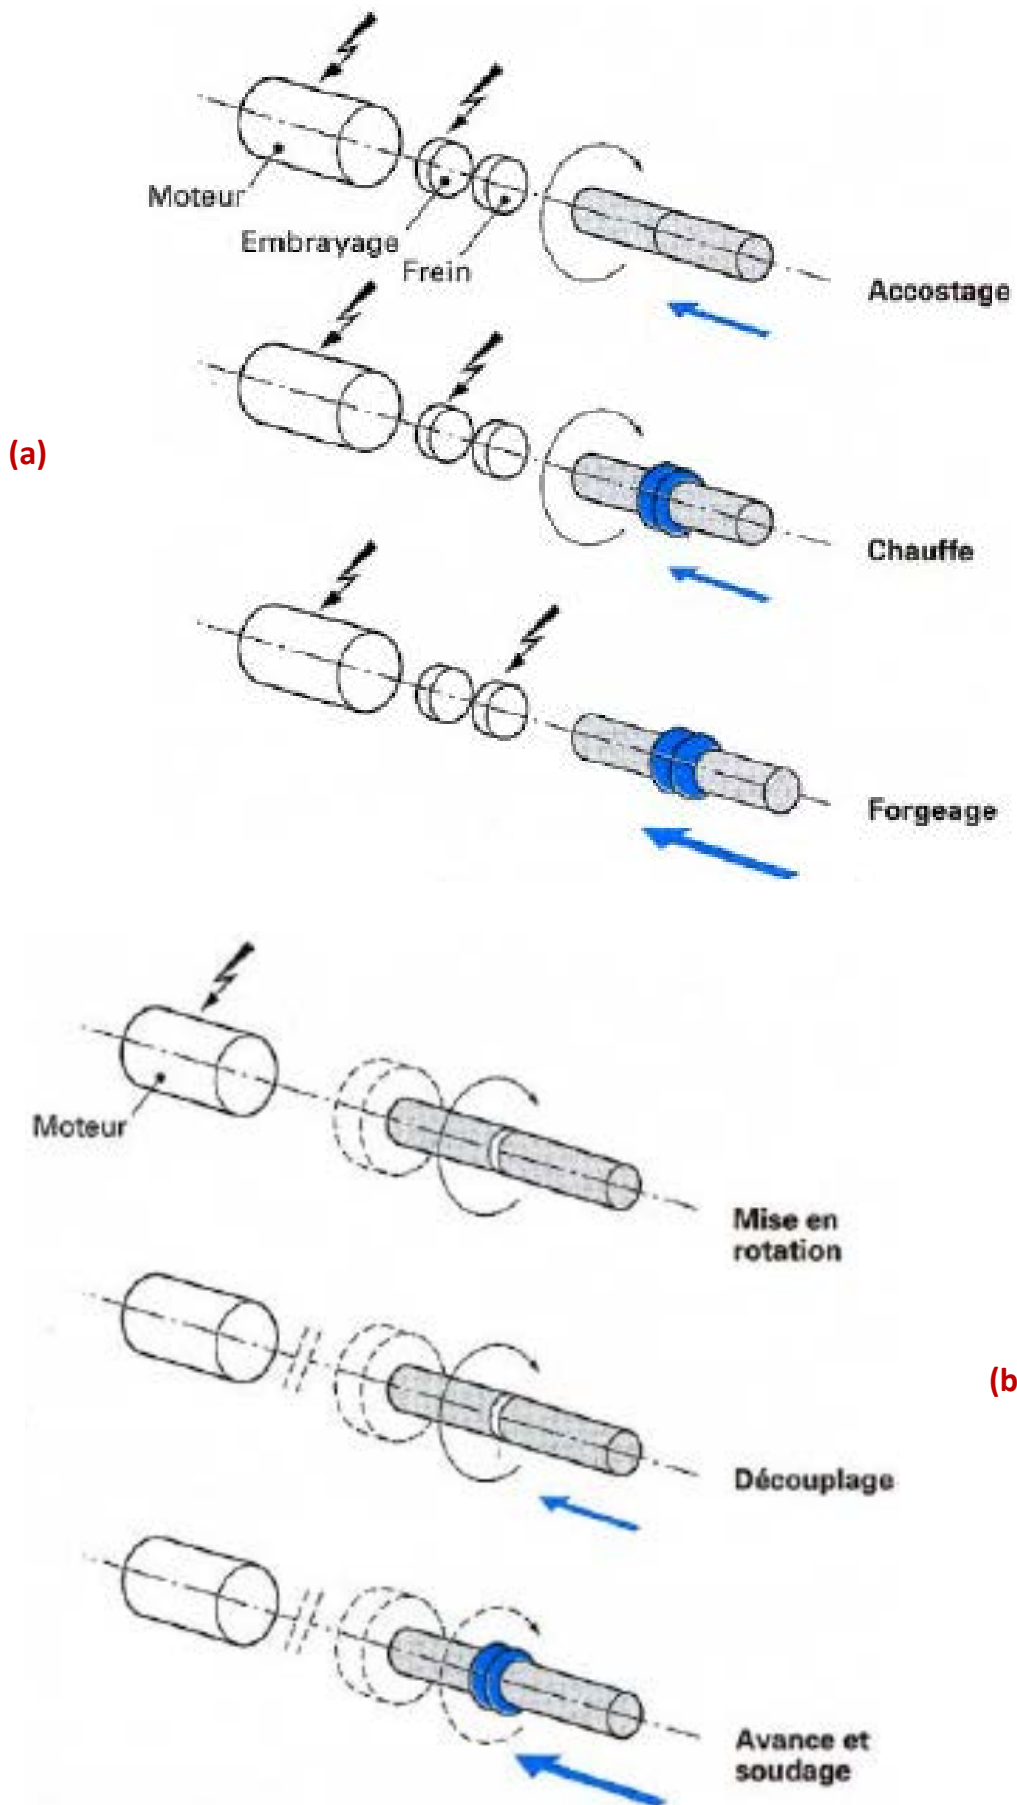 Moteur
Embrayage
Frein
Accostage
(a)
Chauffe
Forgeage
Moteur
Mise en
rotation
(b
Découplage
Avance et
soudage